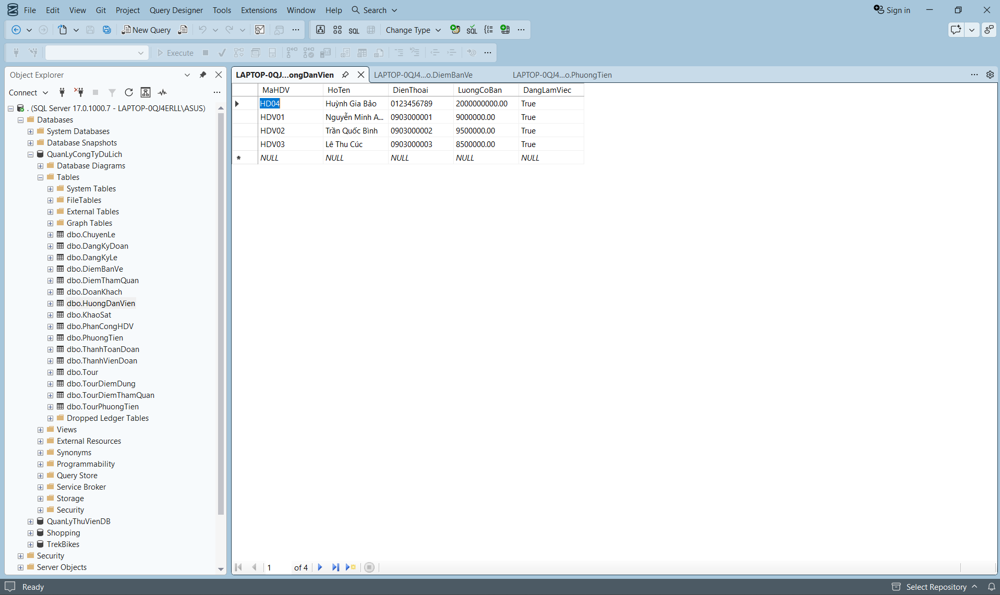 File Edit View Git Project Query Designer Tools Extensions Window Help Search Sign in
New Query SQL Change Type SQL
Execute
Object Explorer
LAPTOP-0QJ...ongDanVien LAPTOP-0QJ4...o.DiemBanVe LAPTOP-0QJ4...o.PhuongTien
Connect
. (SQL Server 17.0.1000.7 - LAPTOP-0QJ4ERLL\ASUS)
Databases
System Databases
Database Snapshots
QuanLyCongTyDuLich
Database Diagrams
Tables
System Tables
FileTables
External Tables
Graph Tables
dbo.ChuyenLe
dbo.DangKyDoan
dbo.DangKyLe
dbo.DiemBanVe
dbo.DiemThamQuan
dbo.DoanKhach
dbo.HuongDanVien
dbo.KhaoSat
dbo.PhanCongHDV
dbo.PhuongTien
dbo.ThanhToanDoan
dbo.ThanhVienDoan
dbo.Tour
dbo.TourDiemDung
dbo.TourDiemThamQuan
dbo.TourPhuongTien
Dropped Ledger Tables
Views
External Resources
Synonyms
Programmability
Query Store
Service Broker
Storage
Security
QuanLyThuVienDB
Shopping
TrekBikes
Security
Server Objects
MaHDV HoTen DienThoai LuongCoBan DangLamViec
HD04 Huỳnh Gia Bảo 0123456789 2000000000.00 True
HDV01 Nguyễn Minh A... 0903000001 9000000.00 True
HDV02 Trần Quốc Bình 0903000002 9500000.00 True
HDV03 Lê Thu Cúc 0903000003 8500000.00 True
* NULL NULL NULL NULL NULL
1 of 4
Ready
Select Repository